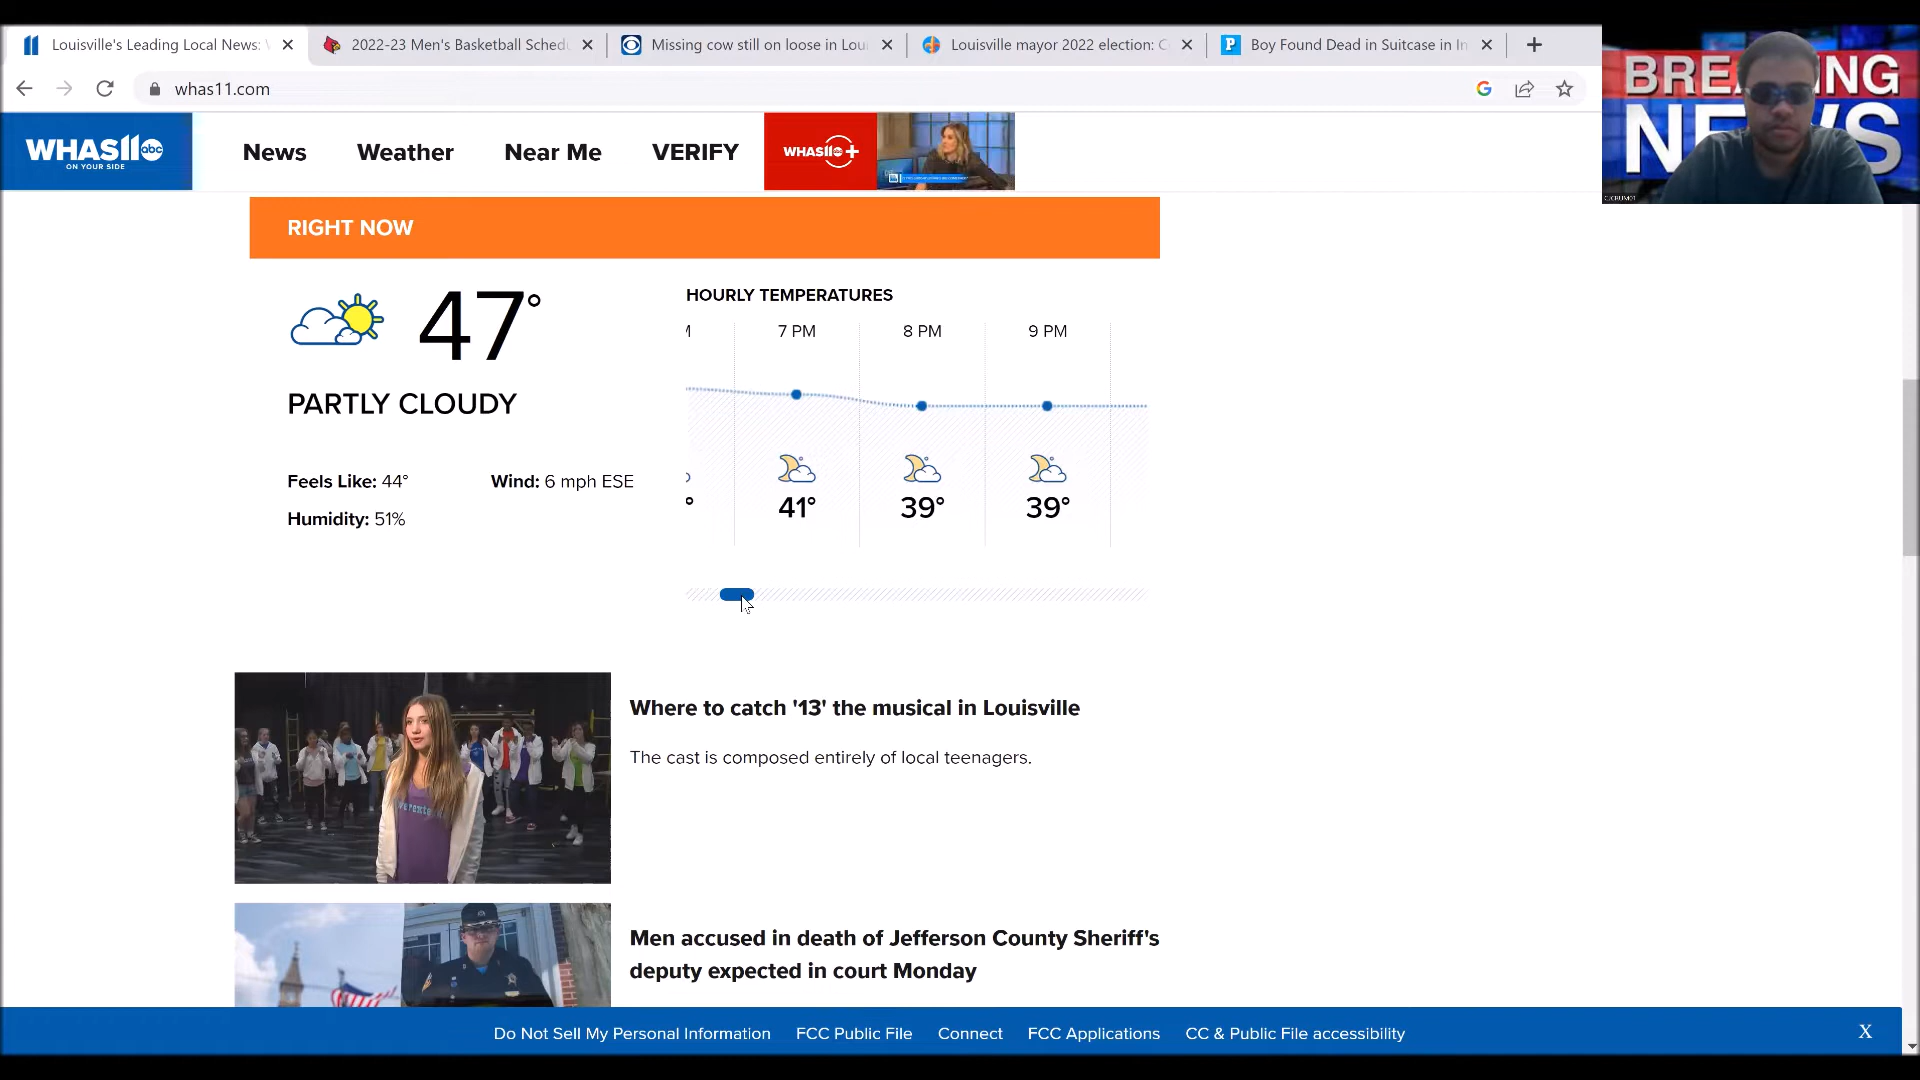 Louisville's Leading Local News:
2022-23 Men's Basketball Sched
Missing cow still on loose in Loui
Louisville mayor 2022 election: C
Boy Found Dead in Suitcase in In
whas11.com
BREAKING
NEWS
CJCRUM01
WHAS11 abc
ON YOUR SIDE
News
Weather
Near Me
VERIFY
WHAS11+
RIGHT NOW
47°
PARTLY CLOUDY
Feels Like: 44°
Wind: 6 mph ESE
Humidity: 51%
HOURLY TEMPERATURES
7 PM
8 PM
9 PM
41°
39°
39°
Where to catch '13' the musical in Louisville
The cast is composed entirely of local teenagers.
Men accused in death of Jefferson County Sheriff's
deputy expected in court Monday
Do Not Sell My Personal Information
FCC Public File
Connect
FCC Applications
CC & Public File accessibility
X